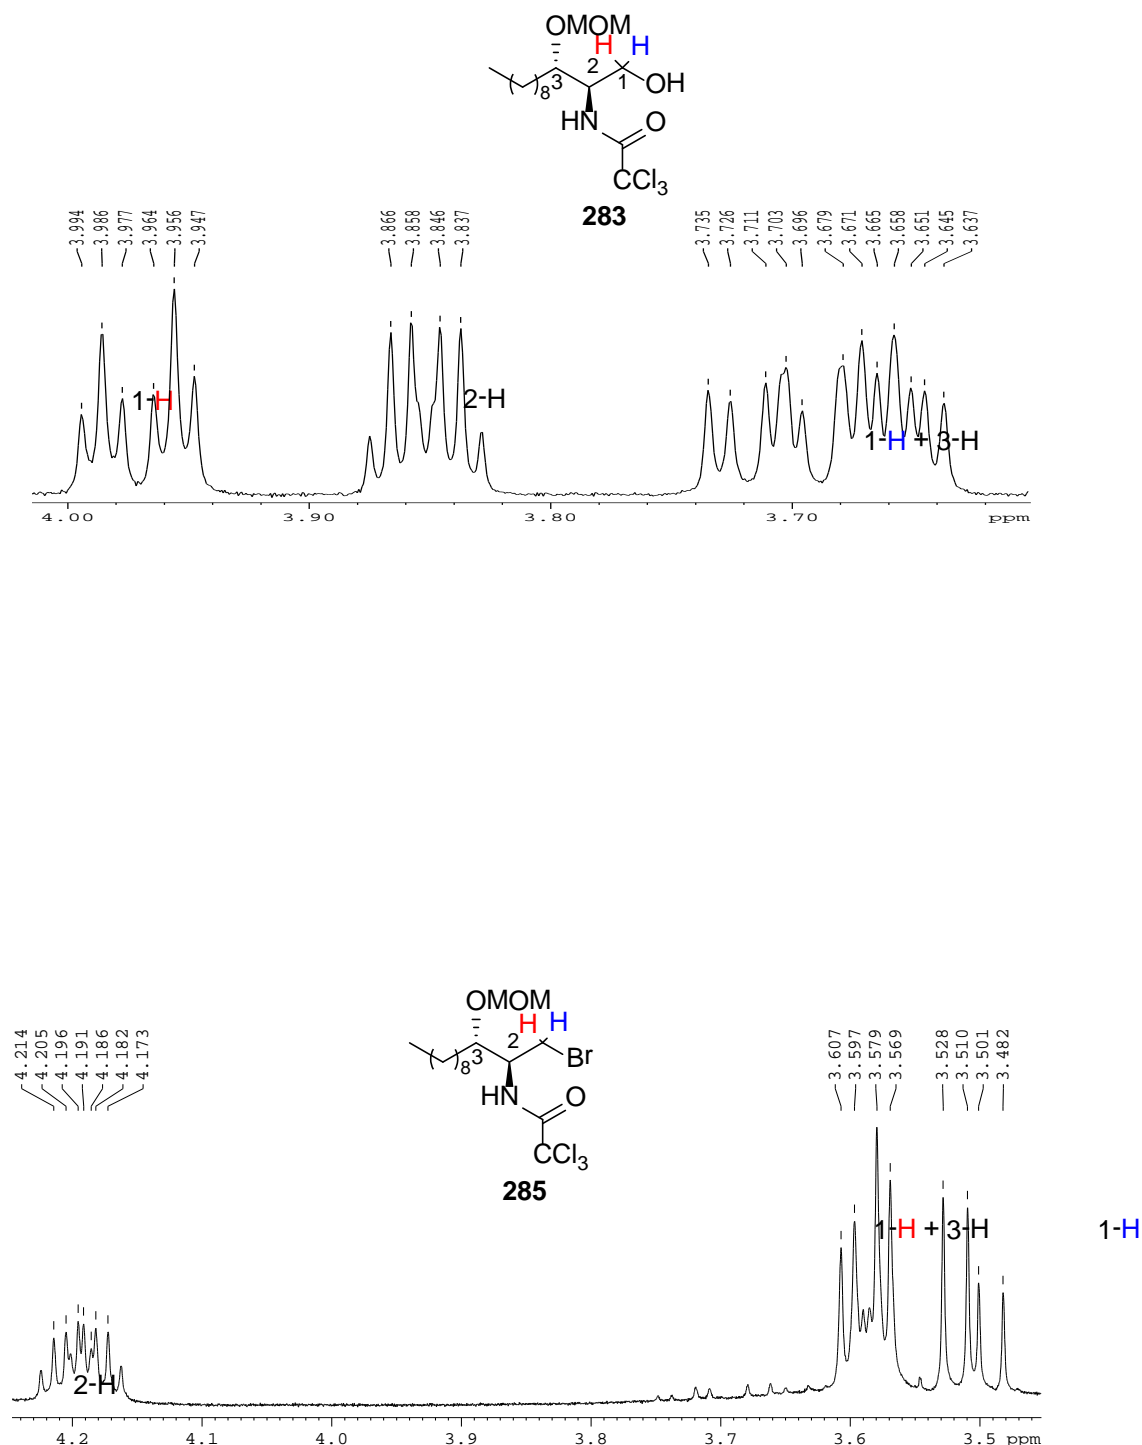 OMOM
H H
2
3 1 OH
8
HN O
CCl3
283
3.994 3.986 3.977 3.964 3.956 3.947 3.866 3.858 3.846 3.837 3.735 3.726 3.711 3.703 3.696 3.679 3.671 3.665 3.658 3.651 3.645 3.637
1-H 2-H 1-H + 3-H
4.00 3.90 3.80 3.70 ppm
OMOM
H H
2
3 Br
8
HN O
CCl3
285
4.214 4.205 4.196 4.191 4.186 4.182 4.173 3.607 3.597 3.579 3.569 3.528 3.510 3.501 3.482
1-H + 3-H 1-H
2-H
4.2 4.1 4.0 3.9 3.8 3.7 3.6 3.5 ppm